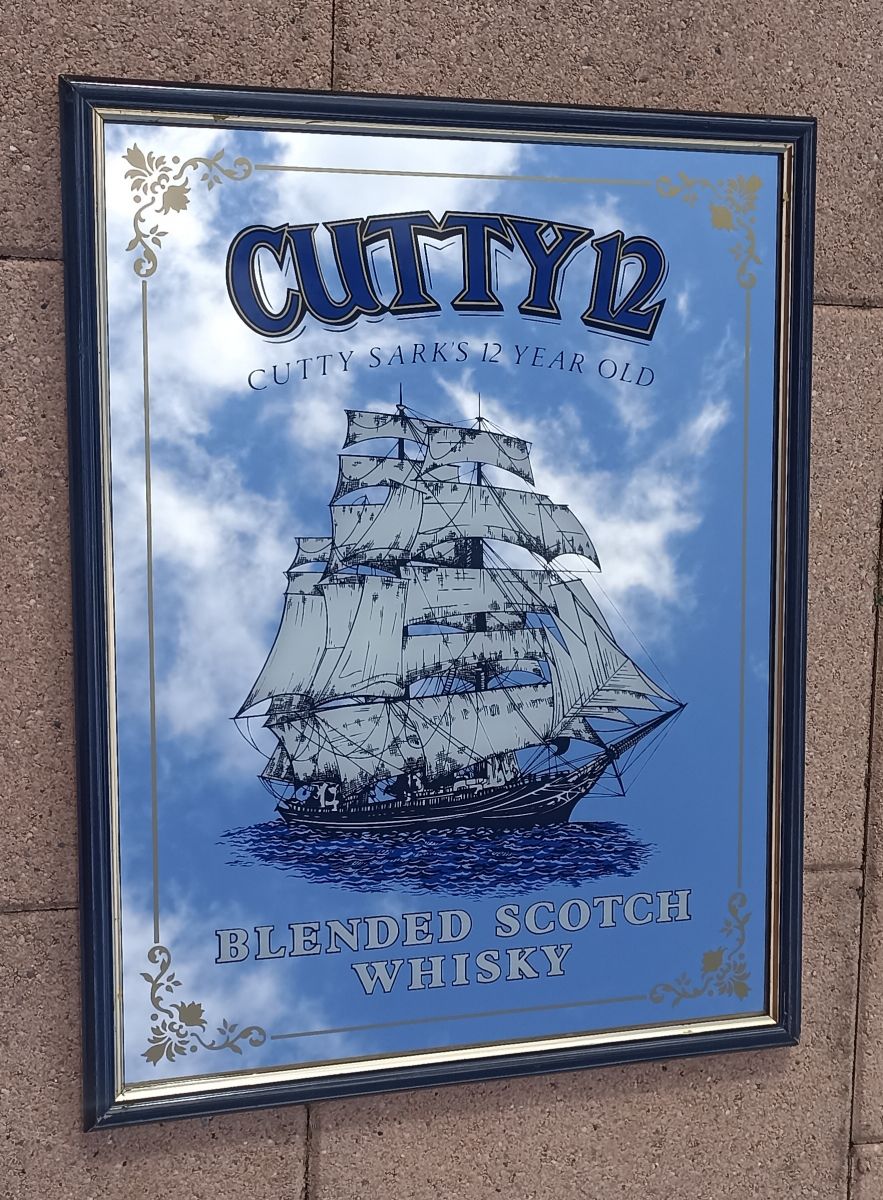 CUTTY 12
CUTTY SARK'S 12 YEAR OLD
BLENDED SCOTCH
WHISKY